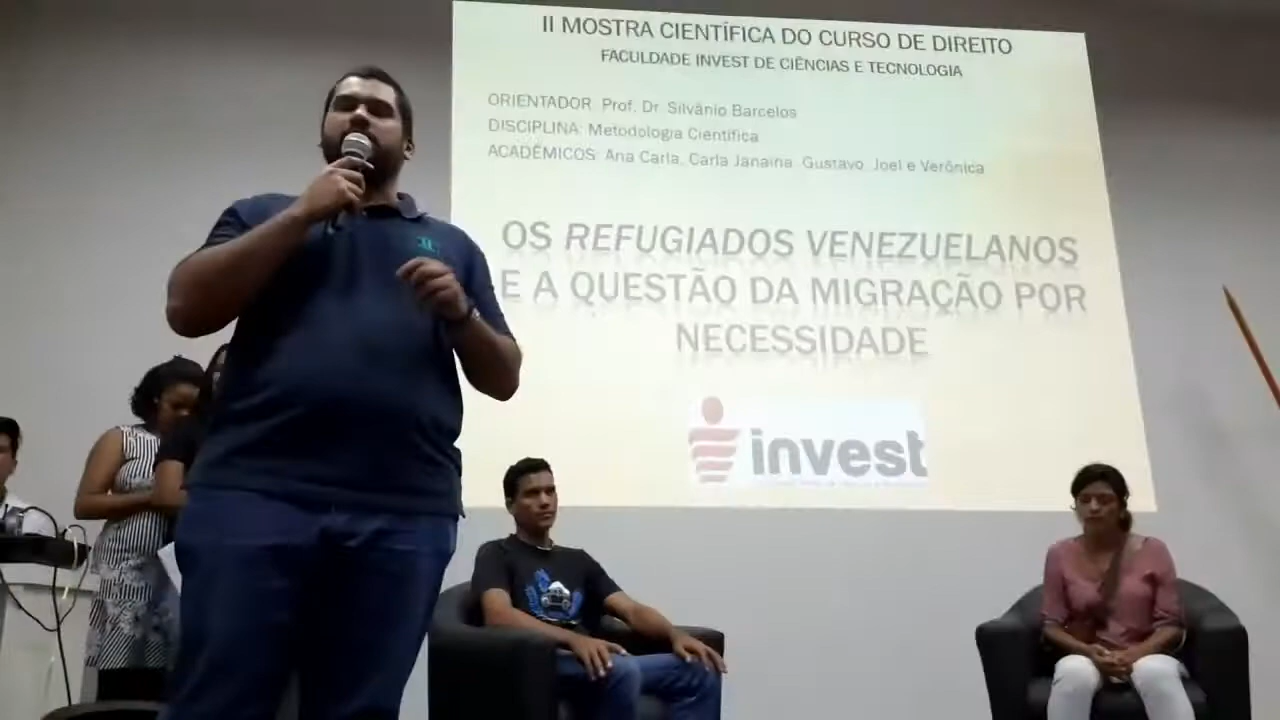 II MOSTRA CIENTÍFICA DO CURSO DE DIREITO
FACULDADE INVEST DE CIÊNCIAS E TECNOLOGIA
ORIENTADOR: Prof. Dr. Silvânio Barcelos
DISCIPLINA: Metodologia Científica
ACADÊMICOS: Ana Carla, Carla Janaina, Gustavo, Joel e Verônica
OS REFUGIADOS VENEZUELANOS
E A QUESTÃO DA MIGRAÇÃO POR
NECESSIDADE
invest